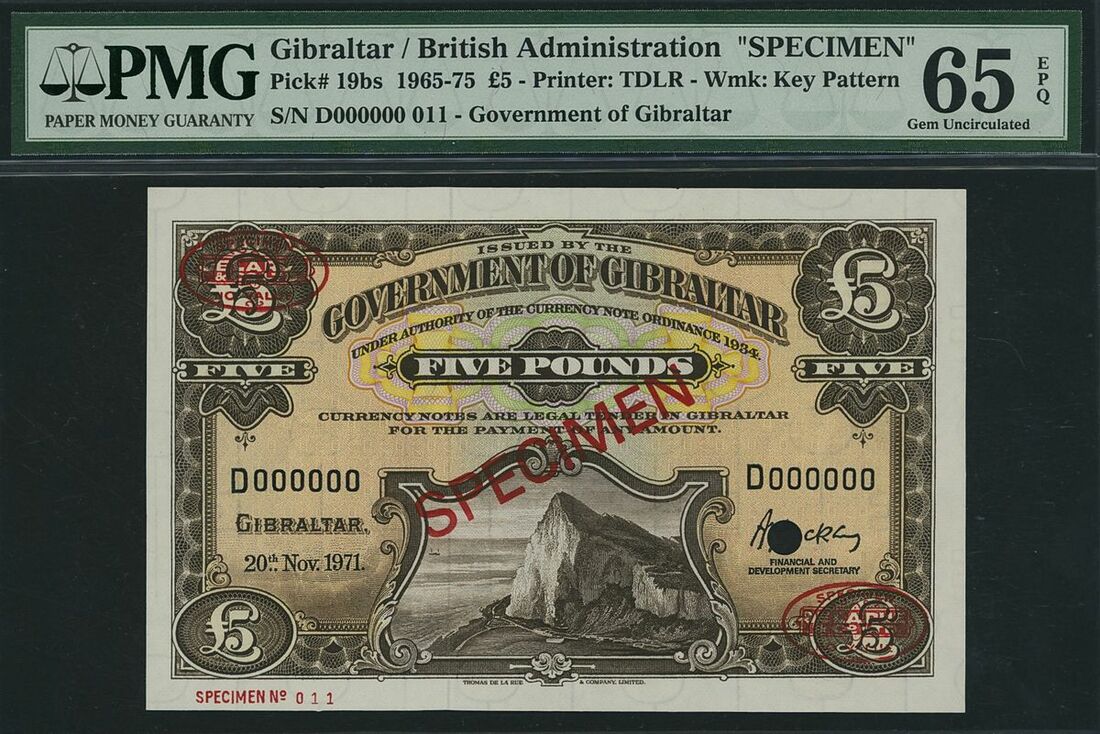 PMG
PAPER MONEY GUARANTY
Gibraltar / British Administration "SPECIMEN"
Pick# 19bs 1965-75 £5 - Printer: TDLR - Wmk: Key Pattern
S/N D000000 011 - Government of Gibraltar
65
EPQ
Gem Uncirculated
ISSUED BY THE
GOVERNMENT OF GIBRALTAR
UNDER AUTHORITY OF THE CURRENCY NOTE ORDINANCE 1934.
£5
£5
FIVE
FIVE POUNDS
FIVE
CURRENCY NOTES ARE LEGAL TENDER IN GIBRALTAR
FOR THE PAYMENT OF ANY AMOUNT.
SPECIMEN
D000000
D000000
GIBRALTAR,
20th. Nov. 1971.
FINANCIAL AND
DEVELOPMENT SECRETARY
£5
£5
THOMAS DE LA RUE & COMPANY, LIMITED.
SPECIMEN Nº 011